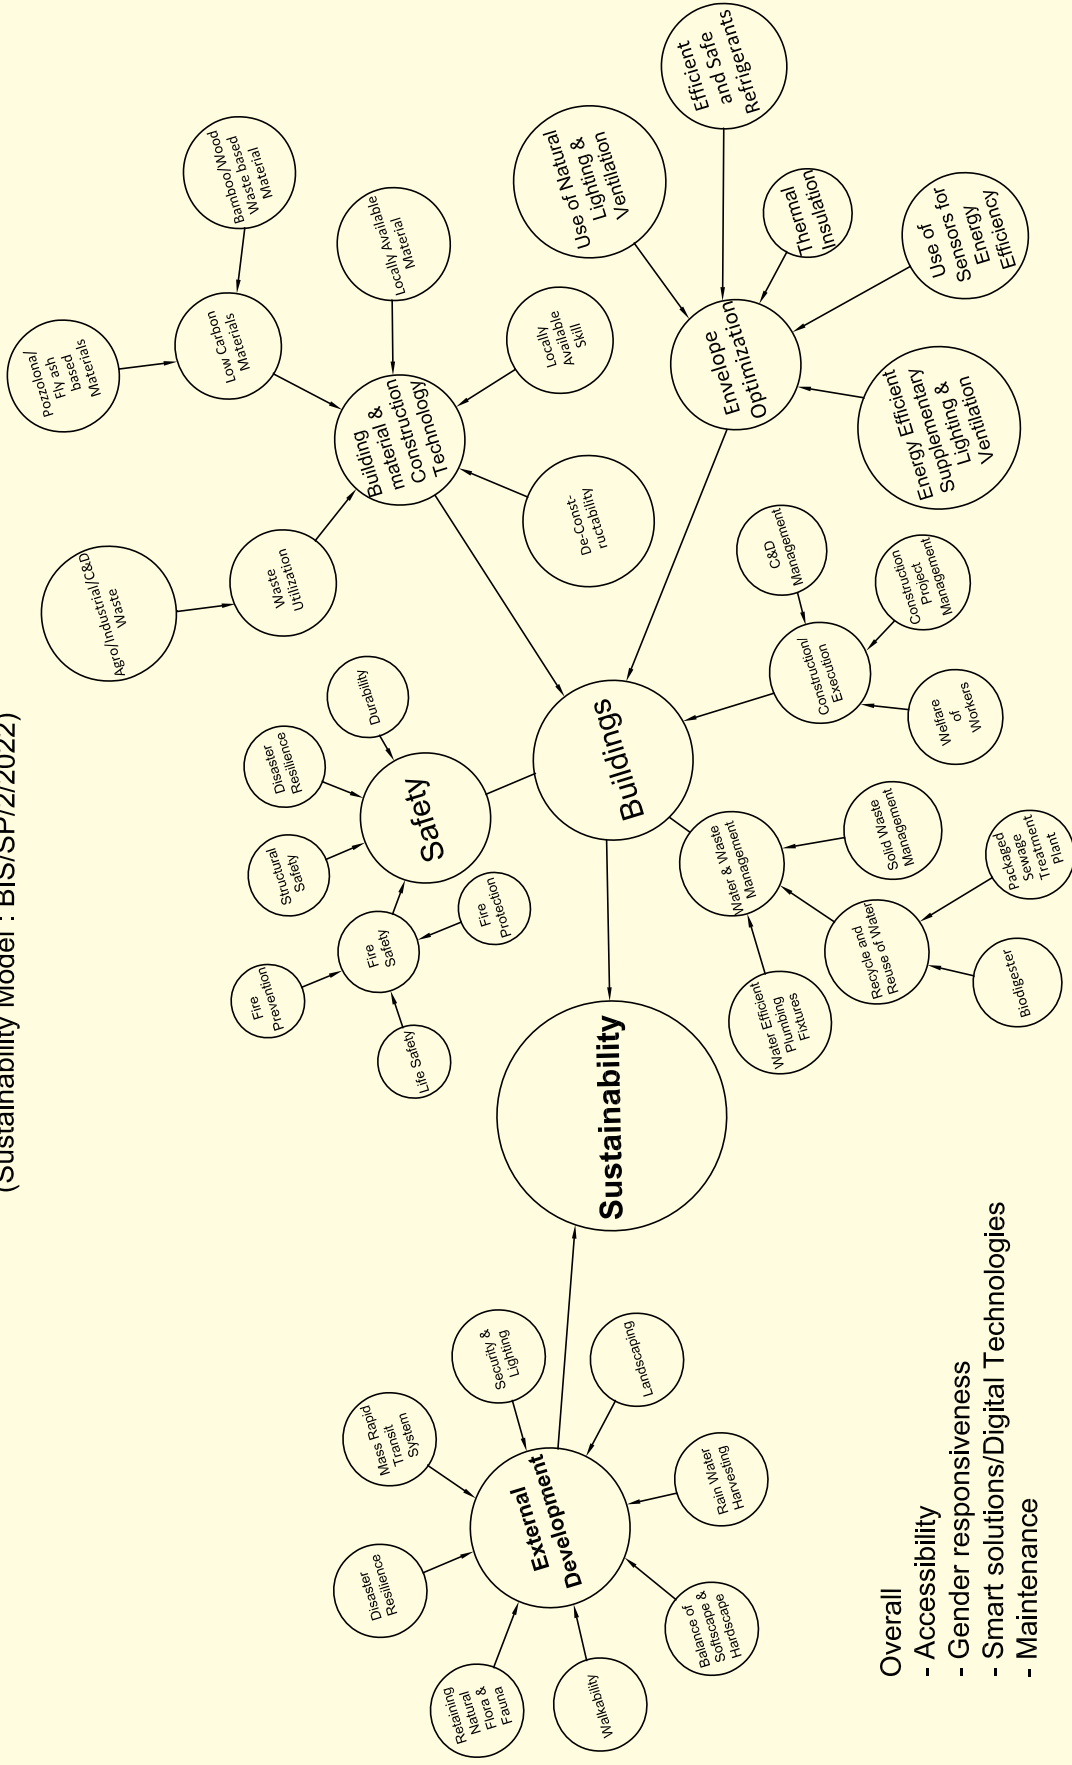 (Sustainability Model : BIS/SP/2/2022)
Sustainability
External
Development
Retaining
Natural
Flora &
Fauna
Disaster
Resilience
Mass Rapid
Transit
System
Security &
Lighting
Landscaping
Rain Water
Harvesting
Balance of
Softscape &
Hardscape
Walkability
Buildings
Safety
Life Safety
Fire
Prevention
Fire
Safety
Fire
Protection
Structural
Safety
Disaster
Resilience
Durability
Building
material &
Construction
Technology
Agro/Industrial/C&D
Waste
Waste
Utilization
Pozzolona/
Fly ash
based
Materials
Low Carbon
Materials
Bamboo/Wood
Waste based
Material
Locally Available
Material
Locally
Available
Skill
De-Const-
ructability
Envelope
Optimization
Use of Natural
Lighting &
Ventilation
Efficient
and Safe
Refrigerants
Thermal
Insulation
Use of
Sensors for
Energy
Efficiency
Energy Efficient
Supplementary
Lighting &
Ventilation
Construction/
Execution
C&D
Management
Construction
Project
Management
Welfare
of
Workers
Water & Waste
Management
Solid Waste
Management
Water Efficient
Plumbing
Fixtures
Recycle and
Reuse of Water
Packaged
Sewage
Treatment
Plant
Biodigester
Overall
- Accessibility
- Gender responsiveness
- Smart solutions/Digital Technologies
- Maintenance